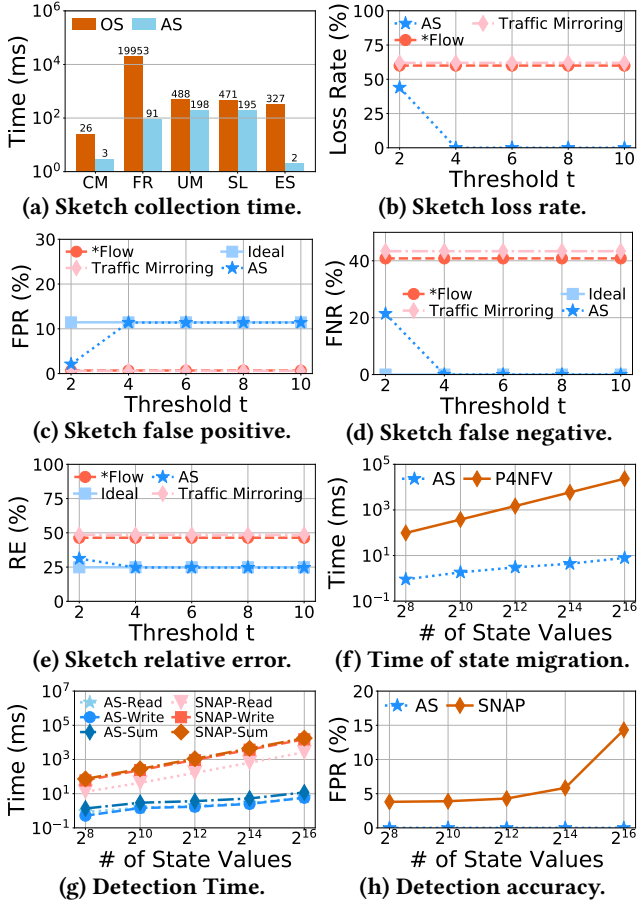 OS AS
Time (ms)
10^6
10^4
10^2
10^0
26
3
19953
91
488
198
471
195
327
2
CM FR UM SL ES
(a) Sketch collection time.
AS Traffic Mirroring
*Flow
Loss Rate (%)
100
75
50
25
0
2 4 6 8 10
Threshold t
(b) Sketch loss rate.
*Flow Ideal
Traffic Mirroring AS
FPR (%)
30
20
10
0
2 4 6 8 10
Threshold t
(c) Sketch false positive.
*Flow Ideal
Traffic Mirroring AS
FNR (%)
40
20
0
2 4 6 8 10
Threshold t
(d) Sketch false negative.
*Flow AS
Ideal Traffic Mirroring
RE (%)
100
75
50
25
0
2 4 6 8 10
Threshold t
(e) Sketch relative error.
AS P4NFV
Time (ms)
10^5
10^3
10^1
10^-1
2^8 2^10 2^12 2^14 2^16
# of State Values
(f) Time of state migration.
AS-Read SNAP-Read
AS-Write SNAP-Write
AS-Sum SNAP-Sum
Time (ms)
10^7
10^5
10^3
10^1
10^-1
2^8 2^10 2^12 2^14 2^16
# of State Values
(g) Detection Time.
AS SNAP
FPR (%)
20
15
10
5
0
2^8 2^10 2^12 2^14 2^16
# of State Values
(h) Detection accuracy.